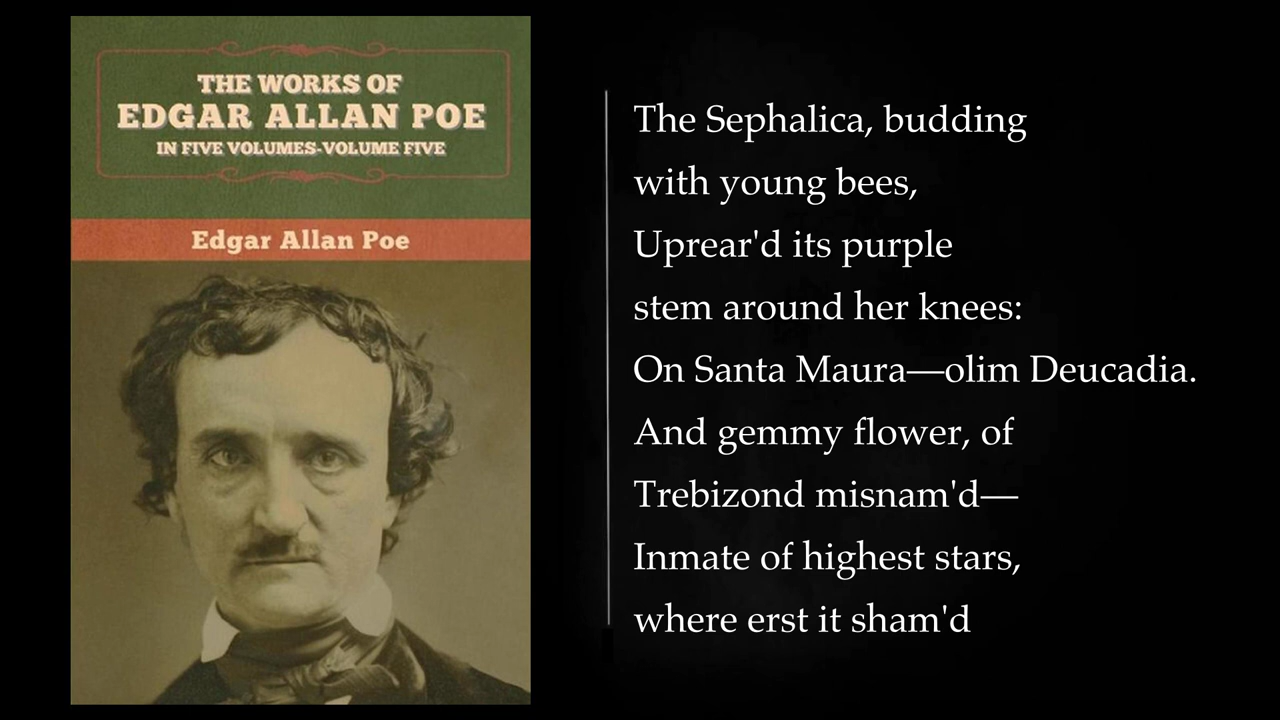 THE WORKS OF
EDGAR ALLAN POE
IN FIVE VOLUMES-VOLUME FIVE
Edgar Allan Poe
The Sephalica, budding
with young bees,
Uprear'd its purple
stem around her knees:
On Santa Maura—olim Deucadia.
And gemmy flower, of
Trebizond misnam'd—
Inmate of highest stars,
where erst it sham'd